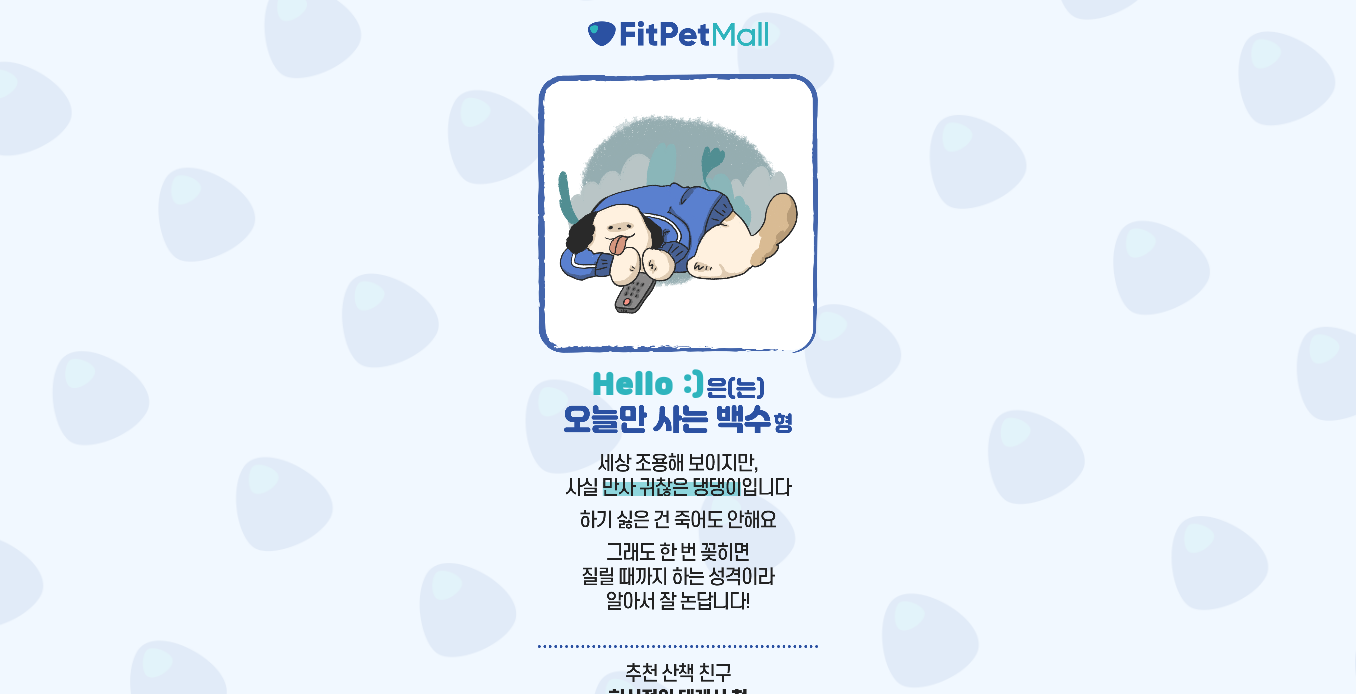 FitPetMall
Hello :)은(는)
오늘만 사는 백수형
세상 조용해 보이지만,
사실 만사 귀찮은 댕댕이입니다
하기 싫은 건 죽어도 안해요
그래도 한 번 꽂히면
질릴 때까지 하는 성격이라
알아서 잘 논답니다!
추천 산책 친구